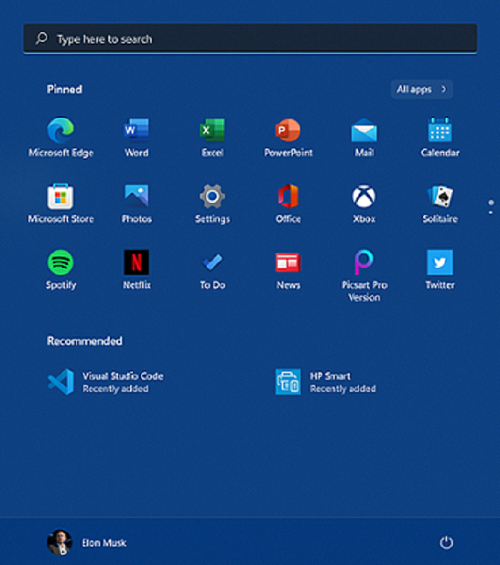 Type here to search
Pinned
All apps
Microsoft Edge
Word
Excel
PowerPoint
Mail
Calendar
Microsoft Store
Photos
Settings
Office
Xbox
Solitaire
Spotify
Netflix
To Do
News
Picsart Pro
Version
Twitter
Recommended
Visual Studio Code
Recently added
HP Smart
Recently added
Elon Musk